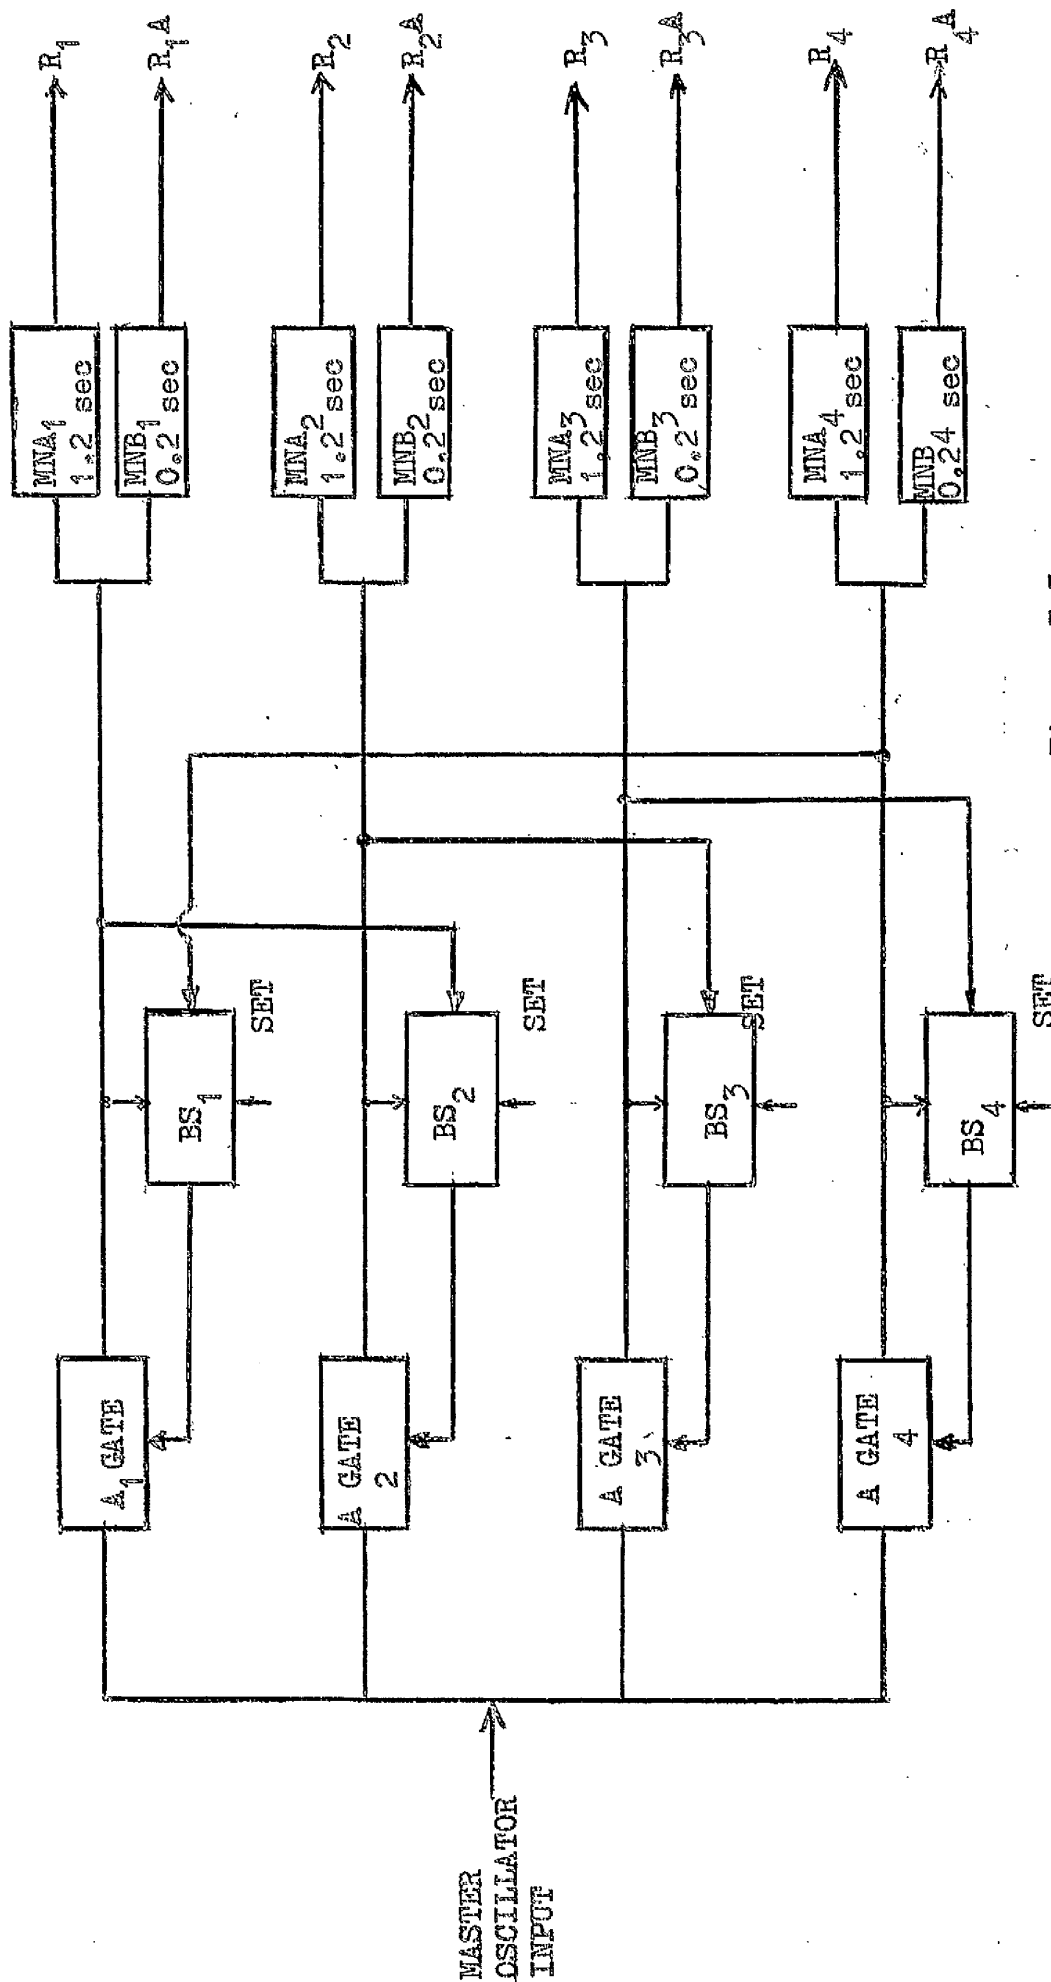 MASTER
OSCILLATOR
INPUT
A₁ GATE
A GATE
2
A GATE
3
A GATE
4
BS₁
SET
BS₂
SET
BS₃
SET
BS₄
SET
MNA₁
1.2 sec
MNB₁
0.2 sec
MNA₂
1.2 sec
MNB₂
0.2 sec
MNA₃
1.2 sec
MNB₃
0.2 sec
MNA₄
1.2 sec
MNB₄
0.2 sec
R₁
R₁A
R₂
R₂A
R₃
R₃A
R₄
R₄A